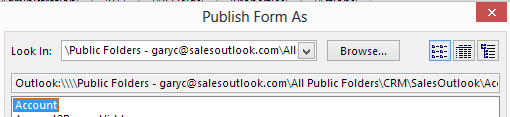 Publish Form As
Look In: \Public Folders - garyc@salesoutlook.com\All Browse...
Outlook:\\\\Public Folders - garyc@salesoutlook.com\All Public Folders\CRM\SalesOutlook\Acc
Account